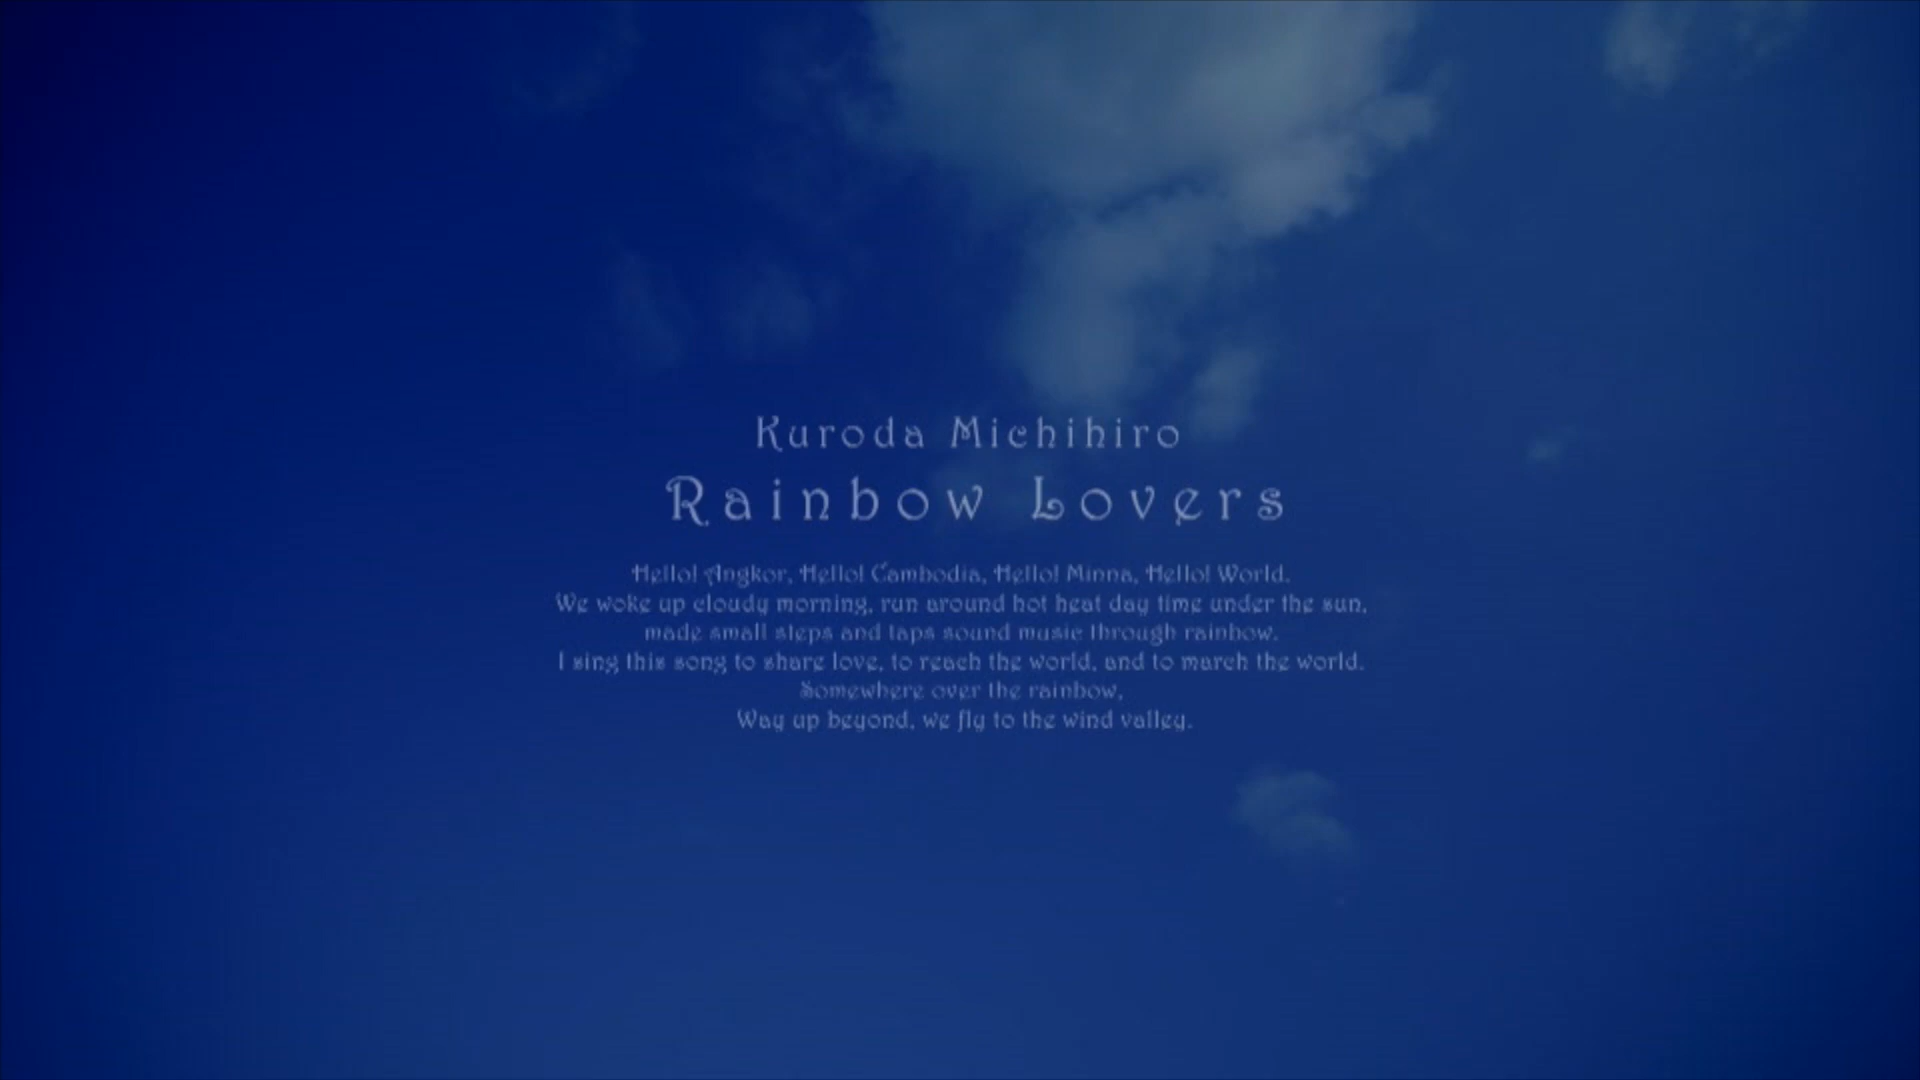 Kuroda Michihiro
Rainbow Lovers
Hello! Angkor, Hello! Cambodia, Hello! Minna, Hello! World.
We woke up cloudy morning, run around hot heat day time under the sun,
made small steps and taps sound music through rainbow.
I sing this song to share love, to reach the world, and to march the world.
Somewhere over the rainbow,
Way up beyond, we fly to the wind valley.